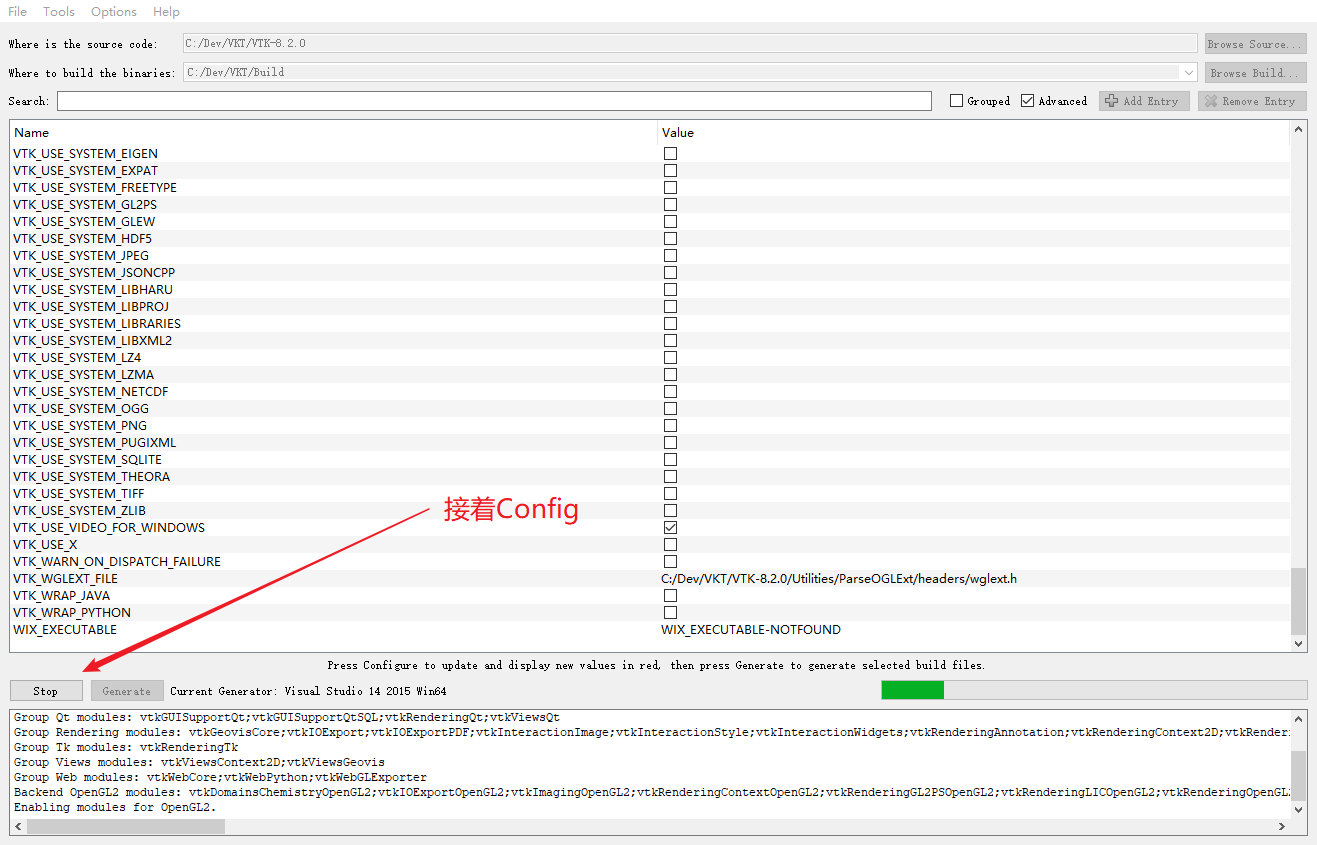 File Tools Options Help
Where is the source code: C:/Dev/VKT/VTK-8.2.0 Browse Source...
Where to build the binaries: C:/Dev/VKT/Build Browse Build...
Search: Grouped Advanced Add Entry Remove Entry
Name Value
VTK_USE_SYSTEM_EIGEN
VTK_USE_SYSTEM_EXPAT
VTK_USE_SYSTEM_FREETYPE
VTK_USE_SYSTEM_GL2PS
VTK_USE_SYSTEM_GLEW
VTK_USE_SYSTEM_HDF5
VTK_USE_SYSTEM_JPEG
VTK_USE_SYSTEM_JSONCPP
VTK_USE_SYSTEM_LIBHARU
VTK_USE_SYSTEM_LIBPROJ
VTK_USE_SYSTEM_LIBRARIES
VTK_USE_SYSTEM_LIBXML2
VTK_USE_SYSTEM_LZ4
VTK_USE_SYSTEM_LZMA
VTK_USE_SYSTEM_NETCDF
VTK_USE_SYSTEM_OGG
VTK_USE_SYSTEM_PNG
VTK_USE_SYSTEM_PUGIXML
VTK_USE_SYSTEM_SQLITE
VTK_USE_SYSTEM_THEORA
VTK_USE_SYSTEM_TIFF
VTK_USE_SYSTEM_ZLIB
接着Config
VTK_USE_VIDEO_FOR_WINDOWS
VTK_USE_X
VTK_WARN_ON_DISPATCH_FAILURE
VTK_WGLEXT_FILE C:/Dev/VKT/VTK-8.2.0/Utilities/ParseOGLExt/headers/wglext.h
VTK_WRAP_JAVA
VTK_WRAP_PYTHON
WIX_EXECUTABLE WIX_EXECUTABLE-NOTFOUND
Press Configure to update and display new values in red, then press Generate to generate selected build files.
Stop Generate Current Generator: Visual Studio 14 2015 Win64
Group Qt modules: vtkGUISupportQt;vtkGUISupportQtSQL;vtkRenderingQt;vtkViewsQt
Group Rendering modules: vtkGeovisCore;vtkIOExport;vtkIOExportPDF;vtkInteractionImage;vtkInteractionStyle;vtkInteractionWidgets;vtkRenderingAnnotation;vtkRenderingContext2D;vtkRenderi
Group Tk modules: vtkRenderingTk
Group Views modules: vtkViewsContext2D;vtkViewsGeovis
Group Web modules: vtkWebCore;vtkWebPython;vtkWebGLExporter
Backend OpenGL2 modules: vtkDomainsChemistryOpenGL2;vtkIOExportOpenGL2;vtkImagingOpenGL2;vtkRenderingContextOpenGL2;vtkRenderingGL2PSOpenGL2;vtkRenderingLICOpenGL2;vtkRenderingOpenGL2
Enabling modules for OpenGL2.